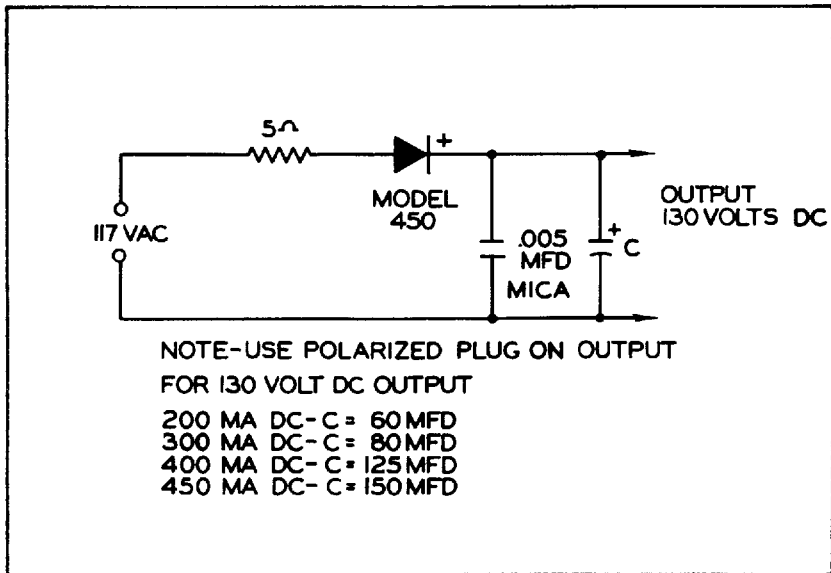 5Ω
+
MODEL
450
117 VAC
.005
MFD
MICA
+
C
OUTPUT
130 VOLTS DC
NOTE-USE POLARIZED PLUG ON OUTPUT
FOR 130 VOLT DC OUTPUT
200 MA DC-C= 60 MFD
300 MA DC-C= 80 MFD
400 MA DC-C= 125 MFD
450 MA DC-C= 150 MFD